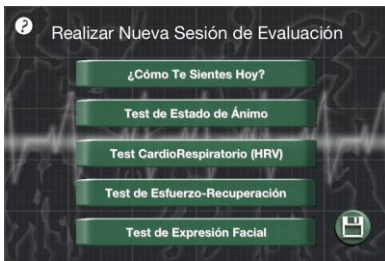 ?
Realizar Nueva Sesión de Evaluación
¿Cómo Te Sientes Hoy?
Test de Estado de Ánimo
Test CardioRespiratorio (HRV)
Test de Esfuerzo-Recuperación
Test de Expresión Facial